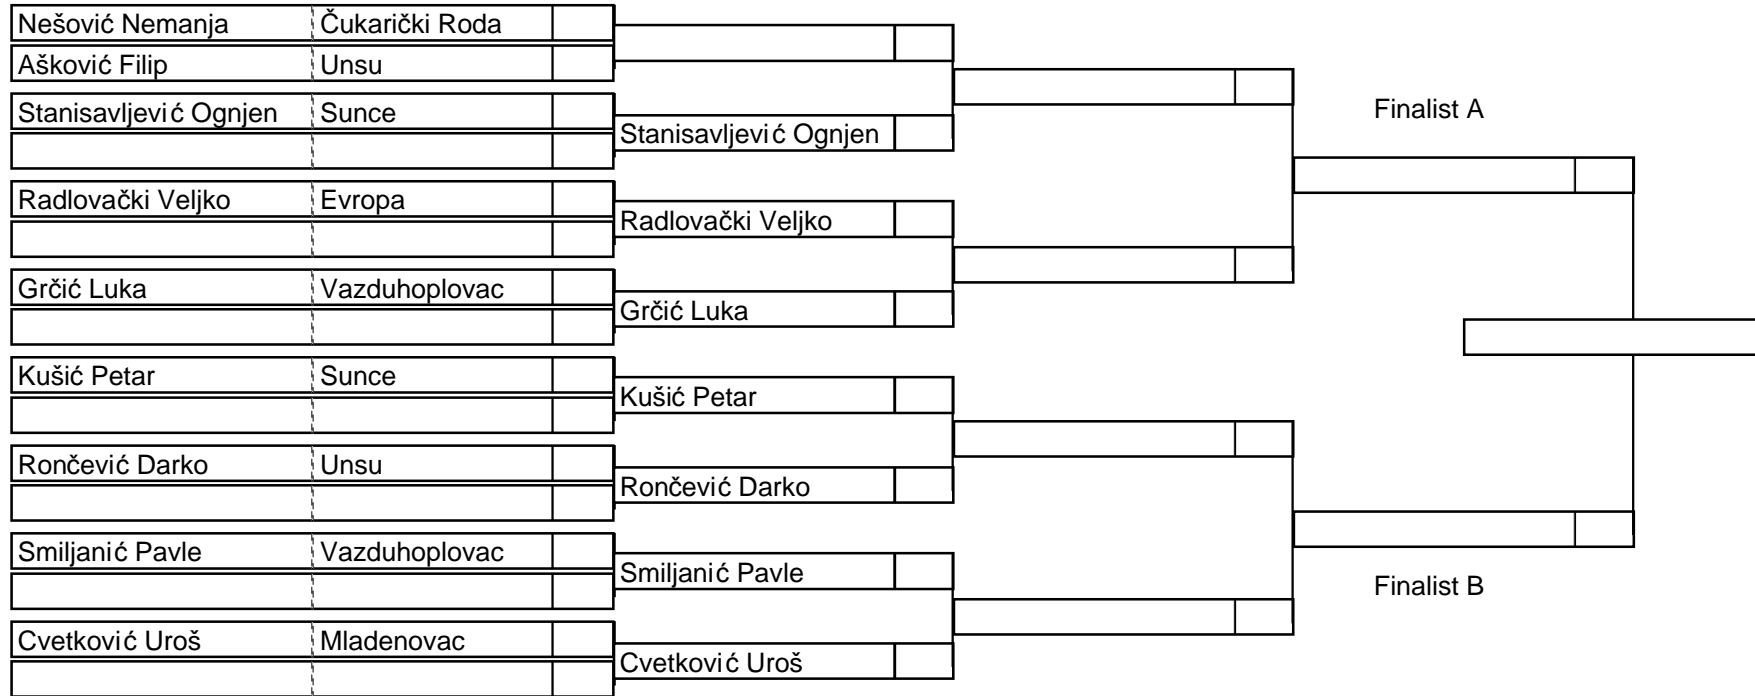 Nešović Nemanja Čukarički Roda
Ašković Filip Unsu
Stanisavljević Ognjen Sunce
Stanisavljević Ognjen
Radlovački Veljko Evropa
Radlovački Veljko
Grčić Luka Vazduhoplovac
Grčić Luka
Kušić Petar Sunce
Kušić Petar
Rončević Darko Unsu
Rončević Darko
Smiljanić Pavle Vazduhoplovac
Smiljanić Pavle
Cvetković Uroš Mladenovac
Cvetković Uroš
Finalist A
Finalist B